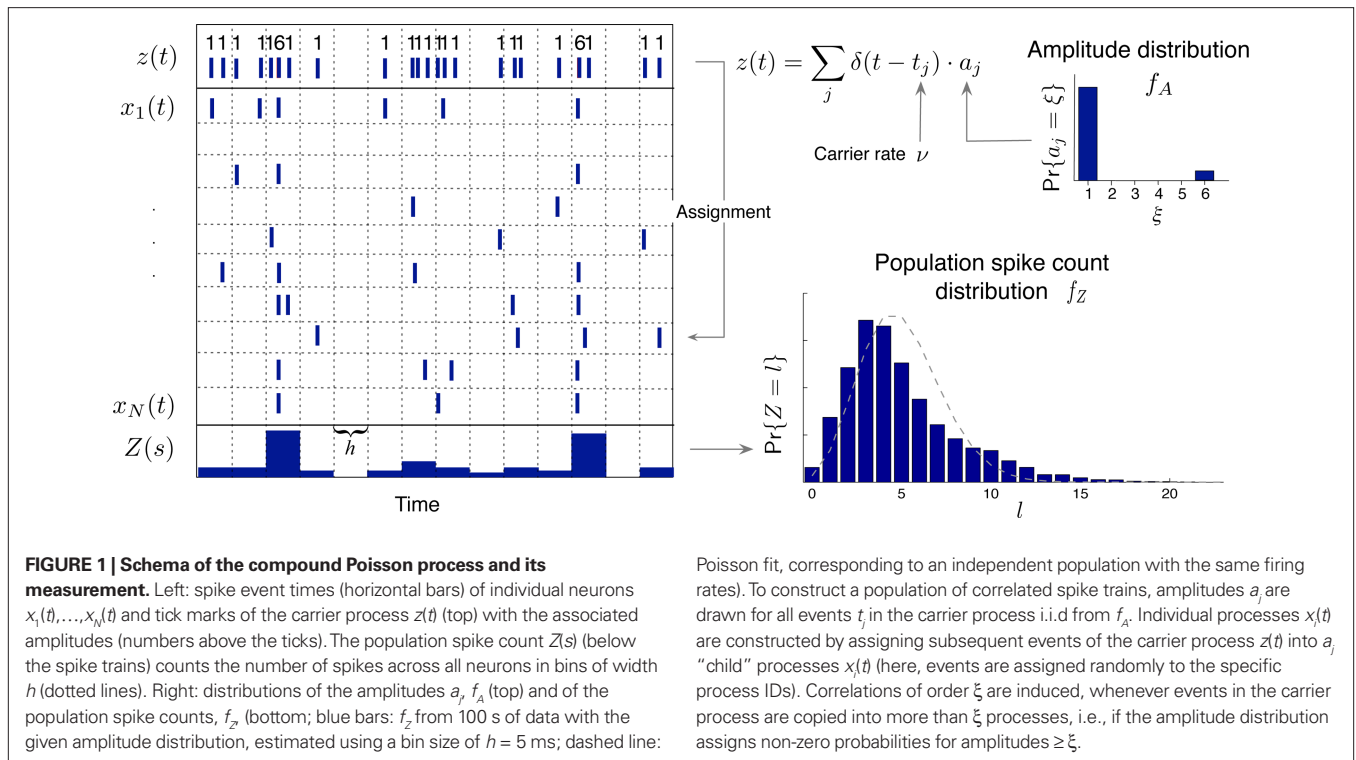 z(t)
1 1 1 1 1 6 1 1 1 1 1 1 1 1 1 1 1 1 1 6 1 1 1
x₁(t)
.
.
.
x_N(t)
Z(s)
h
Time
Assignment
z(t) = ∑_j δ(t − t_j) · a_j
Carrier rate ν
Amplitude distribution
f_A
Pr{a_j = ξ}
1 2 3 4 5 6
ξ
Population spike count
distribution f_Z
Pr{Z = l}
0 5 10 15 20
l
FIGURE 1 | Schema of the compound Poisson process and its
measurement. Left: spike event times (horizontal bars) of individual neurons
x₁(t),…,x_N(t) and tick marks of the carrier process z(t) (top) with the associated
amplitudes (numbers above the ticks). The population spike count Z(s) (below
the spike trains) counts the number of spikes across all neurons in bins of width
h (dotted lines). Right: distributions of the amplitudes a_j, f_A (top) and of the
population spike counts, f_Z, (bottom; blue bars: f_Z from 100 s of data with the
given amplitude distribution, estimated using a bin size of h = 5 ms; dashed line:
Poisson fit, corresponding to an independent population with the same firing
rates). To construct a population of correlated spike trains, amplitudes a_j are
drawn for all events t_j in the carrier process i.i.d from f_A. Individual processes x_i(t)
are constructed by assigning subsequent events of the carrier process z(t) into a_j
“child” processes x_i(t) (here, events are assigned randomly to the specific
process IDs). Correlations of order ξ are induced, whenever events in the carrier
process are copied into more than ξ processes, i.e., if the amplitude distribution
assigns non-zero probabilities for amplitudes ≥ ξ.